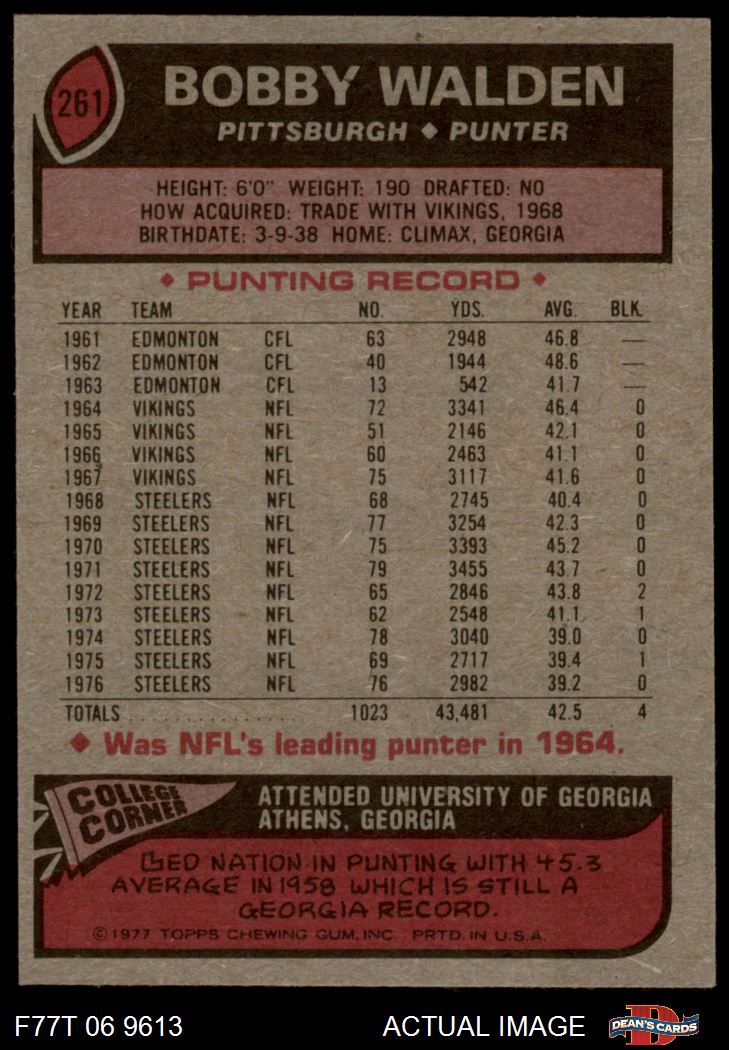 261
BOBBY WALDEN
PITTSBURGH ◆ PUNTER
HEIGHT: 6'0" WEIGHT: 190 DRAFTED: NO
HOW ACQUIRED: TRADE WITH VIKINGS, 1968
BIRTHDATE: 3-9-38 HOME: CLIMAX, GEORGIA
◆ PUNTING RECORD ◆
YEAR TEAM NO. YDS. AVG. BLK.
1961 EDMONTON CFL 63 2948 46.8 —
1962 EDMONTON CFL 40 1944 48.6 —
1963 EDMONTON CFL 13 542 41.7 —
1964 VIKINGS NFL 72 3341 46.4 0
1965 VIKINGS NFL 51 2146 42.1 0
1966 VIKINGS NFL 60 2463 41.1 0
1967 VIKINGS NFL 75 3117 41.6 0
1968 STEELERS NFL 68 2745 40.4 0
1969 STEELERS NFL 77 3254 42.3 0
1970 STEELERS NFL 75 3393 45.2 0
1971 STEELERS NFL 79 3455 43.7 0
1972 STEELERS NFL 65 2846 43.8 2
1973 STEELERS NFL 62 2548 41.1 1
1974 STEELERS NFL 78 3040 39.0 0
1975 STEELERS NFL 69 2717 39.4 1
1976 STEELERS NFL 76 2982 39.2 0
TOTALS . . . . . . . . . . . . . . . 1023 43,481 42.5 4
◆ Was NFL's leading punter in 1964.
COLLEGE
CORNER
ATTENDED UNIVERSITY OF GEORGIA
ATHENS, GEORGIA
LED NATION IN PUNTING WITH 45.3
AVERAGE IN 1958 WHICH IS STILL A
GEORGIA RECORD.
© 1977 TOPPS CHEWING GUM, INC. PRTD. IN U.S.A.
F77T 06 9613 ACTUAL IMAGE
D
DEAN'S CARDS